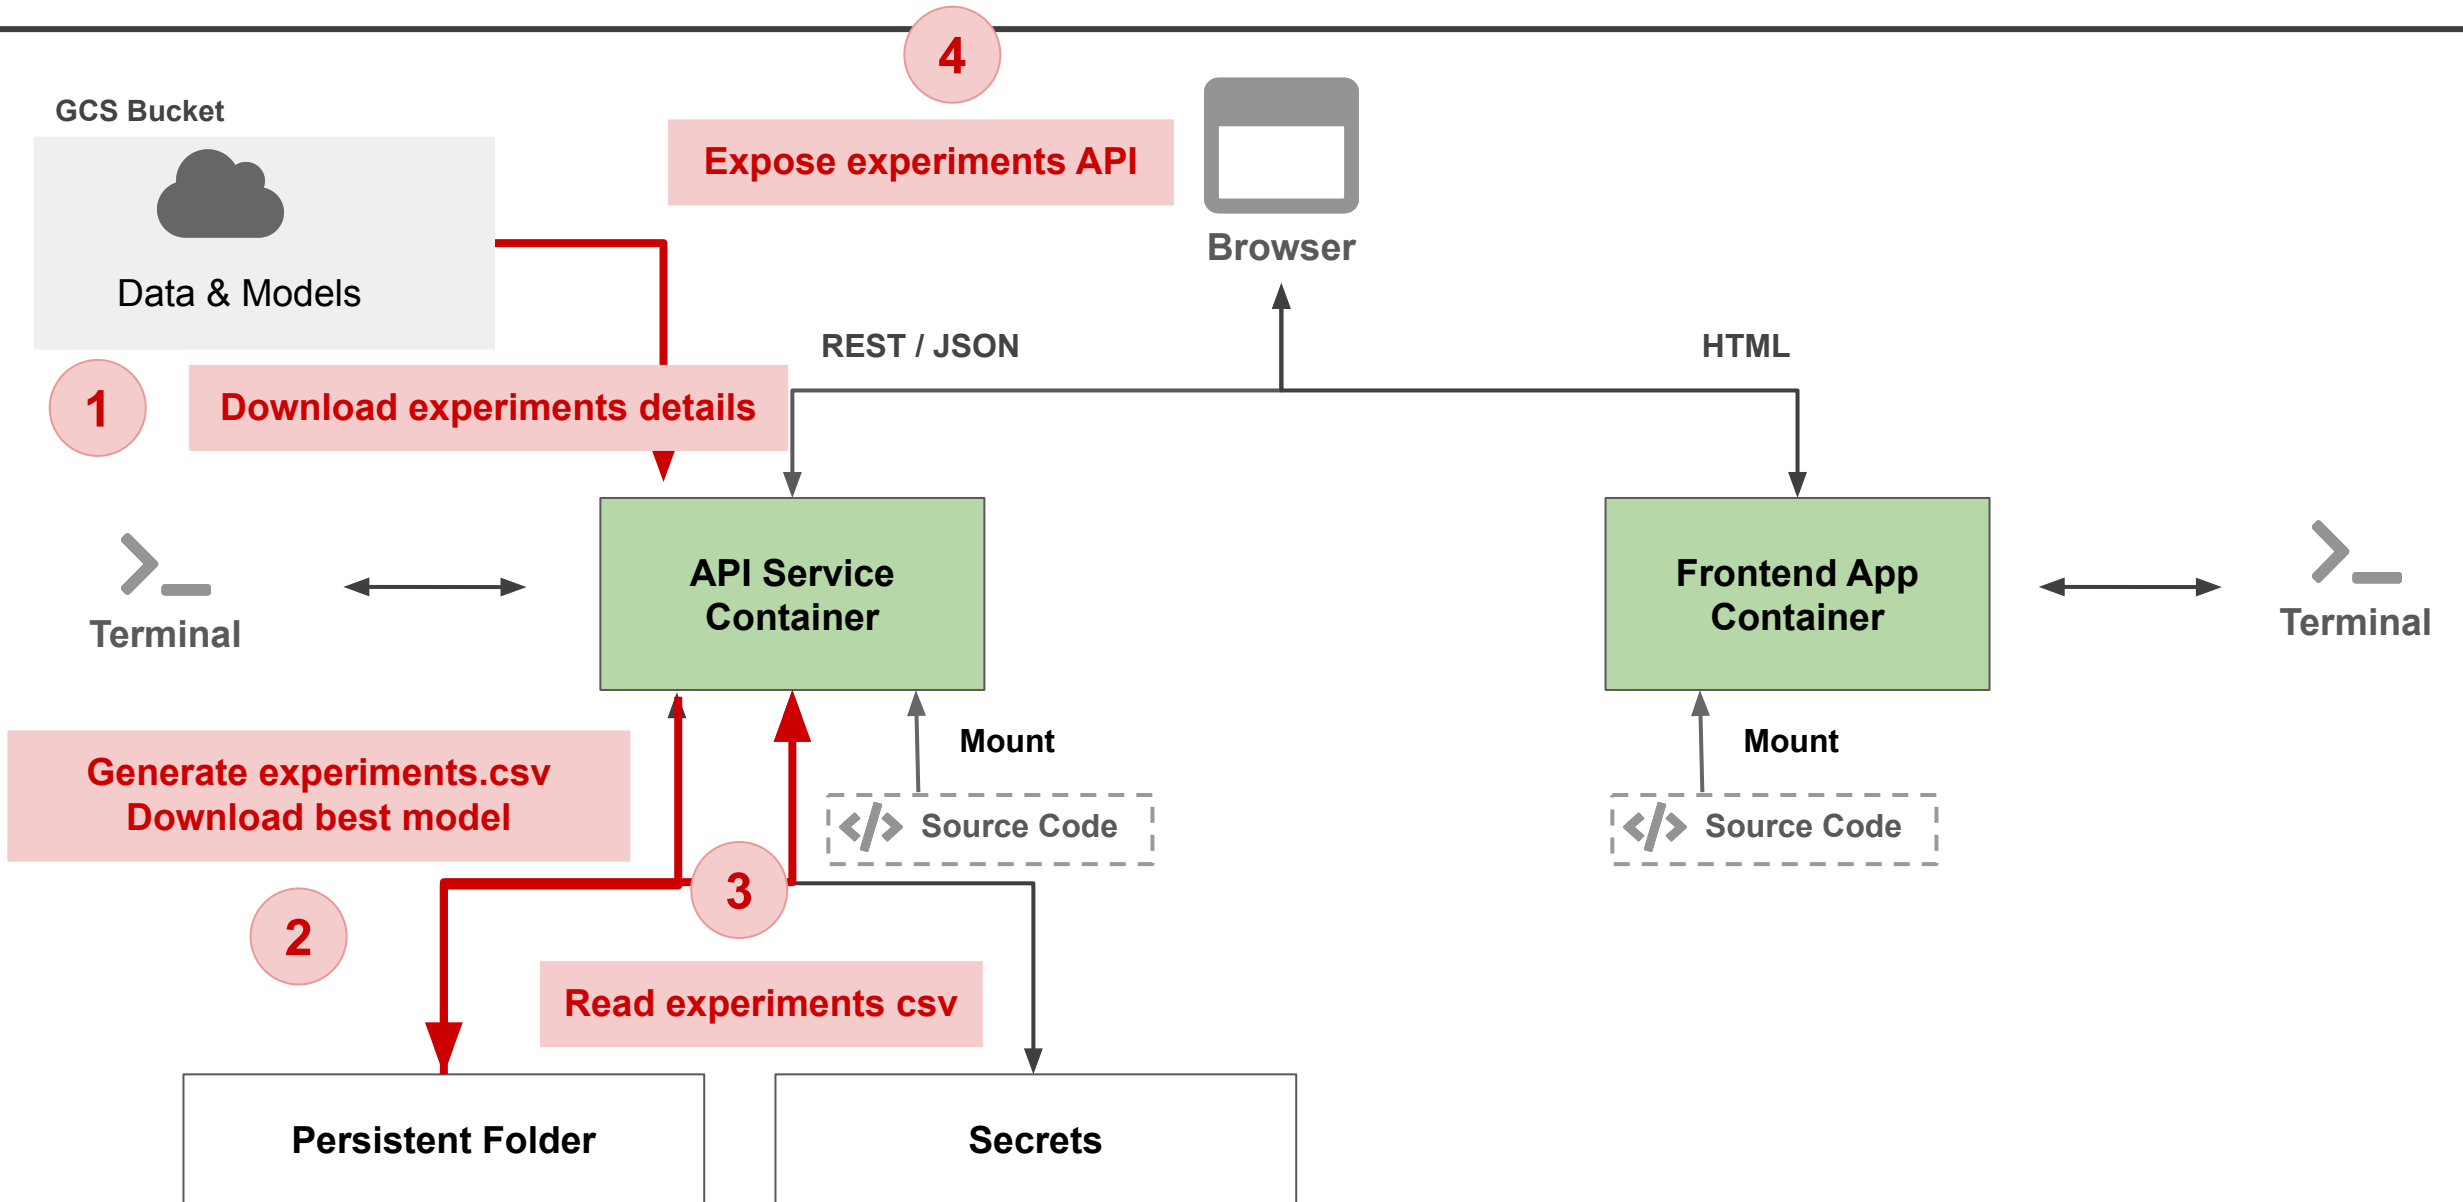 4
GCS Bucket
Expose experiments API
Browser
Data & Models
REST / JSON
HTML
1
Download experiments details
API Service
Container
Frontend App
Container
Terminal
Terminal
Mount
Mount
Generate experiments.csv
Download best model
</> Source Code
</> Source Code
3
2
Read experiments csv
Persistent Folder
Secrets